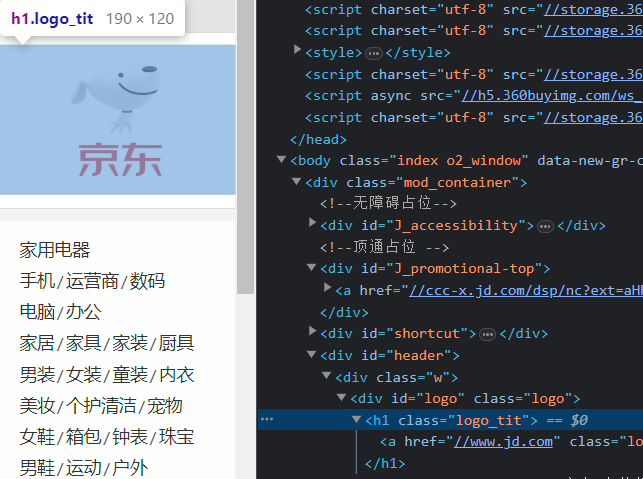 h1.logo_tit 190 × 120
京东
家用电器
手机/运营商/数码
电脑/办公
家居/家具/家装/厨具
男装/女装/童装/内衣
美妆/个护清洁/宠物
女鞋/箱包/钟表/珠宝
男鞋/运动/户外
<script charset="utf-8" src="//storage.36
<script charset="utf-8" src="//storage.36
<style>…</style>
<script charset="utf-8" src="//storage.36
<script async src="//h5.360buyimg.com/ws_
<script charset="utf-8" src="//storage.36
</head>
<body class="index o2_window" data-new-gr-c
<div class="mod_container">
<!--无障碍占位-->
<div id="J_accessibility">…</div>
<!--顶通占位 -->
<div id="J_promotional-top">
<a href="//ccc-x.jd.com/dsp/nc?ext=aHR
</div>
<div id="shortcut">…</div>
<div id="header">
<div class="w">
<div id="logo" class="logo">
<h1 class="logo_tit"> == $0
<a href="//www.jd.com" class="lo
</h1>